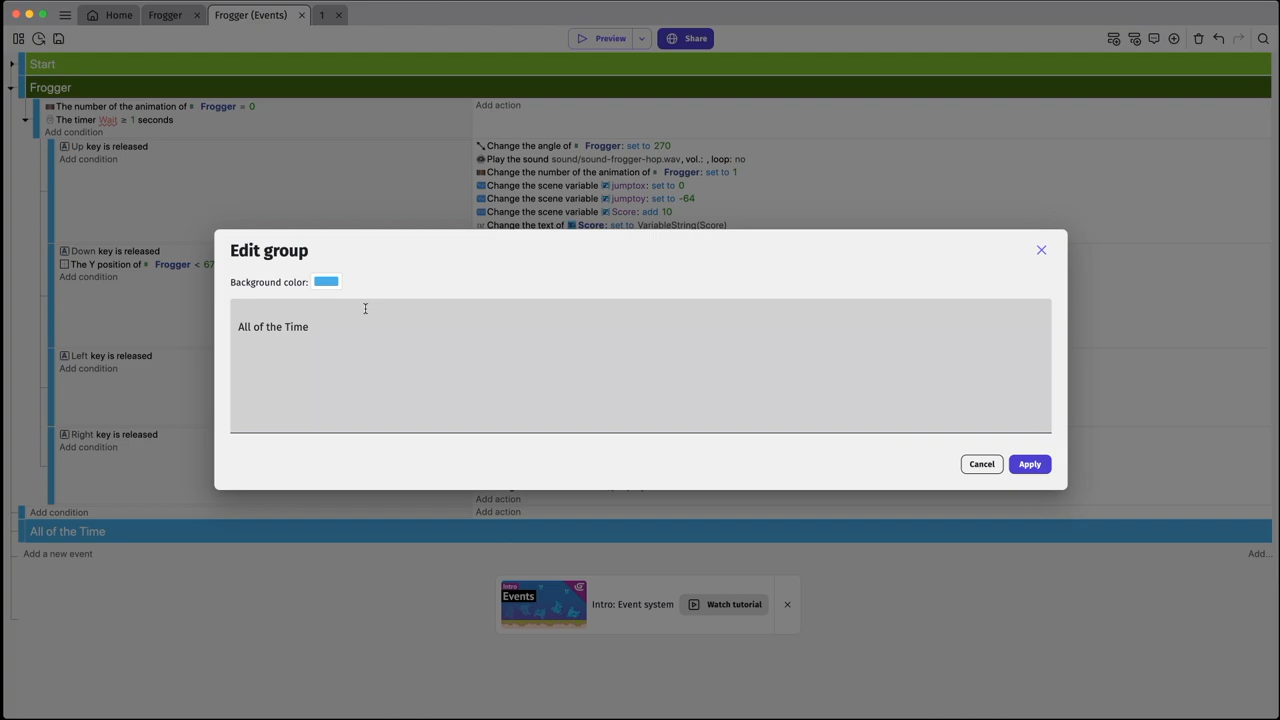 Home
Frogger
Frogger (Events)
1
Preview
Share
Start
Frogger
The number of the animation of Frogger = 0
Add action
The timer Wait ≥ 1 seconds
Add condition
Up key is released
Add condition
Change the angle of Frogger: set to 270
Play the sound sound/sound-frogger-hop.wav, vol.: , loop: no
Change the number of the animation of Frogger: set to 1
Change the scene variable jumptox: set to 0
Change the scene variable jumptoy: set to -64
Change the scene variable Score: add 10
Change the text of Score: set to VariableString(Score)
Down key is released
The Y position of Frogger < 67
Add condition
Edit group
Background color:
All of the Time
Cancel
Apply
Left key is released
Add condition
Right key is released
Add condition
Add action
Add condition
Add action
All of the Time
Add a new event
Add...
Intro
Events
Intro: Event system
Watch tutorial